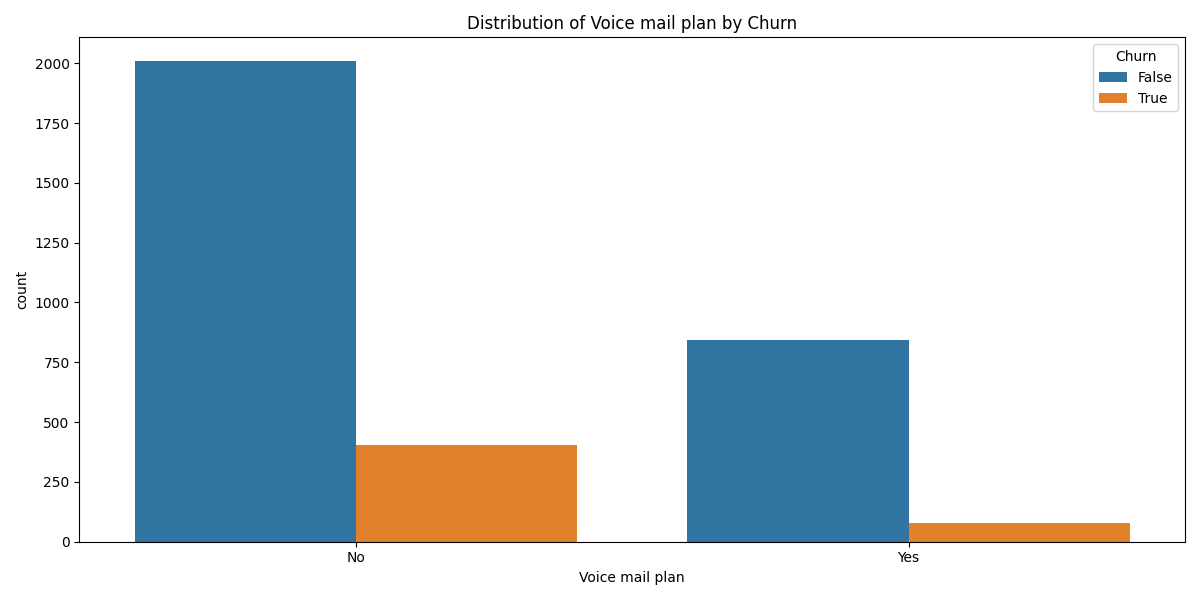 Distribution of Voice mail plan by Churn
Churn
False
True
2000
1750
1500
1250
1000
750
500
250
0
count
No
Yes
Voice mail plan